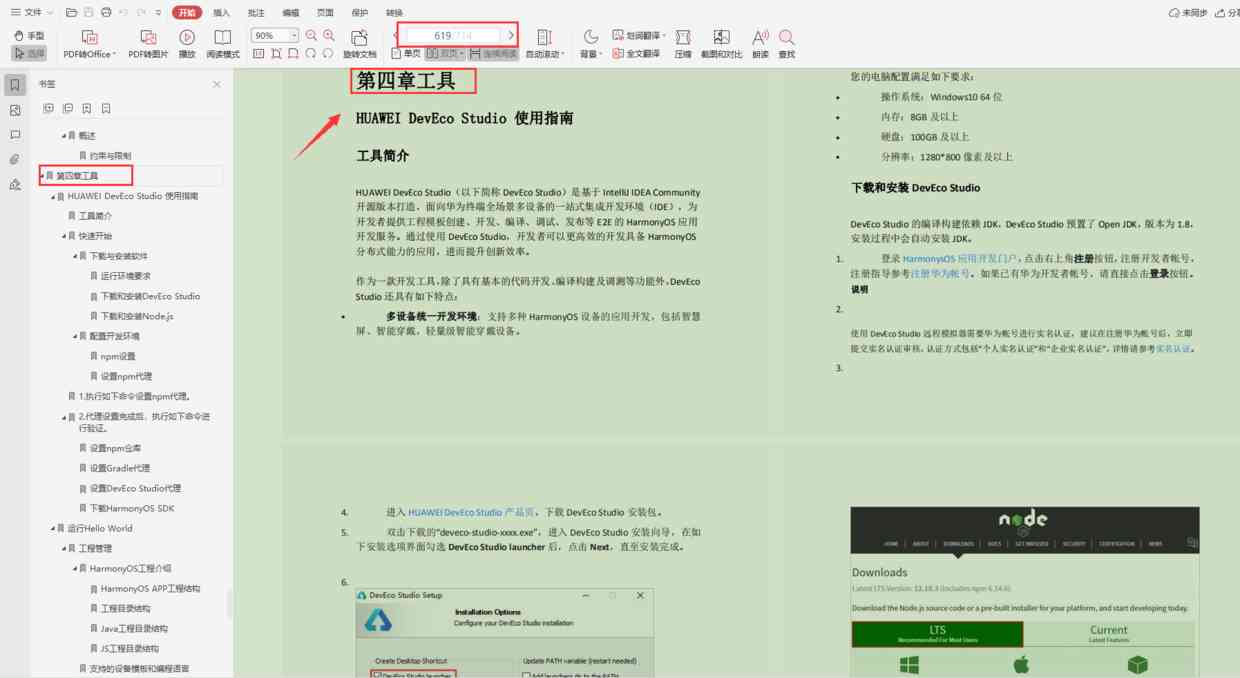 文件
开始 插入 批注 编辑 页面 保护 转换
未同步 分享
手型
选择
PDF转Office PDF转图片 播放 阅读模式
90%
旋转文档
619/714
单页 双页 连续阅读
自动滚动 背景
划词翻译
全文翻译
压缩 截图和对比 朗读 查找
书签
概述
约束与限制
第四章工具
HUAWEI DevEco Studio 使用指南
工具简介
快速开始
下载与安装软件
运行环境要求
下载和安装DevEco Studio
下载和安装Node.js
配置开发环境
npm设置
设置npm代理
1.执行如下命令设置npm代理。
2.代理设置完成后，执行如下命令进
行验证。
设置npm仓库
设置Gradle代理
设置DevEco Studio代理
下载HarmonyOS SDK
运行Hello World
工程管理
HarmonyOS工程介绍
HarmonyOS APP工程结构
工程目录结构
Java工程目录结构
JS工程目录结构
支持的设备模板和编程语言
第四章工具
HUAWEI DevEco Studio 使用指南
工具简介
HUAWEI DevEco Studio（以下简称 DevEco Studio）是基于 IntelliJ IDEA Community
开源版本打造，面向华为终端全场景多设备的一站式集成开发环境（IDE），为
开发者提供工程模板创建、开发、编译、调试、发布等 E2E 的 HarmonyOS 应用
开发服务。通过使用 DevEco Studio，开发者可以更高效的开发具备 HarmonyOS
分布式能力的应用，进而提升创新效率。
作为一款开发工具，除了具有基本的代码开发、编译构建及调测等功能外，DevEco
Studio 还具有如下特点：
• 多设备统一开发环境：支持多种 HarmonyOS 设备的应用开发，包括智慧
屏、智能穿戴，轻量级智能穿戴设备。
您的电脑配置满足如下要求：
• 操作系统：Windows10 64 位
• 内存：8GB 及以上
• 硬盘：100GB 及以上
• 分辨率：1280*800 像素及以上
下载和安装 DevEco Studio
DevEco Studio 的编译构建依赖 JDK，DevEco Studio 预置了 Open JDK，版本为 1.8，
安装过程中会自动安装 JDK。
1. 登录 HarmonysOS 应用开发门户，点击右上角注册按钮，注册开发者帐号，
注册指导参考注册华为帐号。如果已有华为开发者帐号，请直接点击登录按钮。
说明
2.
使用 DevEco Studio 远程模拟器需要华为帐号进行实名认证，建议在注册华为帐号后，立即
提交实名认证审核，认证方式包括“个人实名认证”和“企业实名认证”，详情请参考实名认证。
3.
4. 进入 HUAWEI DevEco Studio 产品页，下载 DevEco Studio 安装包。
5. 双击下载的“deveco-studio-xxxx.exe”，进入 DevEco Studio 安装向导，在如
下安装选项界面勾选 DevEco Studio launcher 后，点击 Next，直至安装完成。
6.
DevEco Studio Setup
Installation Options
Configure your DevEco Studio installation
Create Desktop Shortcut Update PATH variable (restart needed)
DevEco Studio launcher Add launchers dir to the PATH
node
HOME ABOUT DOWNLOADS DOCS GET INVOLVED SECURITY CERTIFICATION NEWS
Downloads
Latest LTS Version: 12.18.3 (includes npm 6.14.6)
Download the Node.js source code or a pre-built installer for your platform, and start developing today.
LTS
Recommended For Most Users
Current
Latest Features